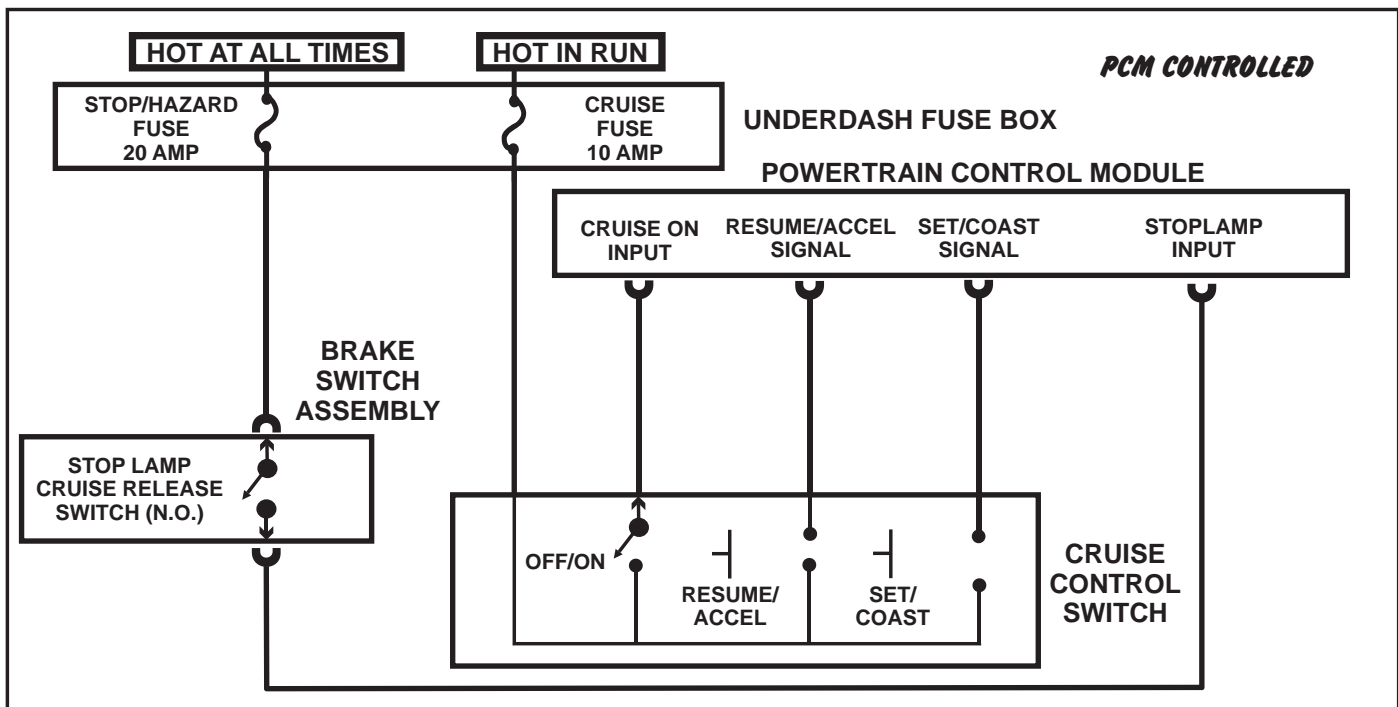 HOT AT ALL TIMES
HOT IN RUN
PCM CONTROLLED
STOP/HAZARD
FUSE
20 AMP
CRUISE
FUSE
10 AMP
UNDERDASH FUSE BOX
POWERTRAIN CONTROL MODULE
CRUISE ON
INPUT
RESUME/ACCEL
SIGNAL
SET/COAST
SIGNAL
STOPLAMP
INPUT
BRAKE
SWITCH
ASSEMBLY
STOP LAMP
CRUISE RELEASE
SWITCH (N.O.)
OFF/ON
RESUME/
ACCEL
SET/
COAST
CRUISE
CONTROL
SWITCH